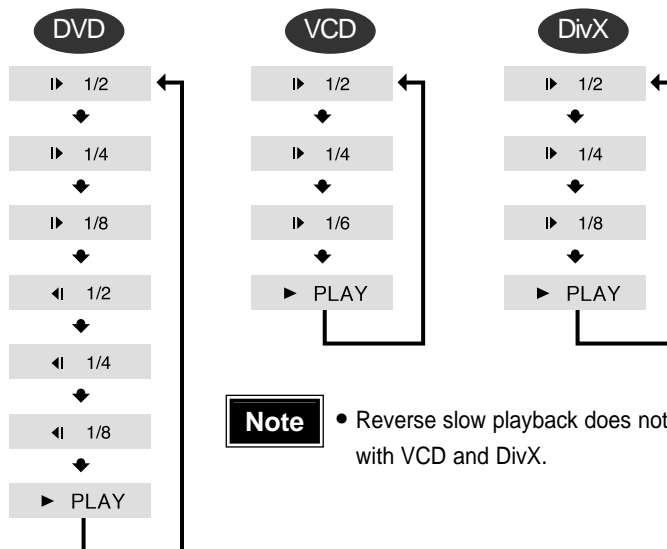 DVD
I▶ 1/2
I▶ 1/4
I▶ 1/8
◀I 1/2
◀I 1/4
◀I 1/8
► PLAY
VCD
I▶ 1/2
I▶ 1/4
I▶ 1/6
► PLAY
DivX
I▶ 1/2
I▶ 1/4
I▶ 1/8
► PLAY
Note
• Reverse slow playback does not
with VCD and DivX.